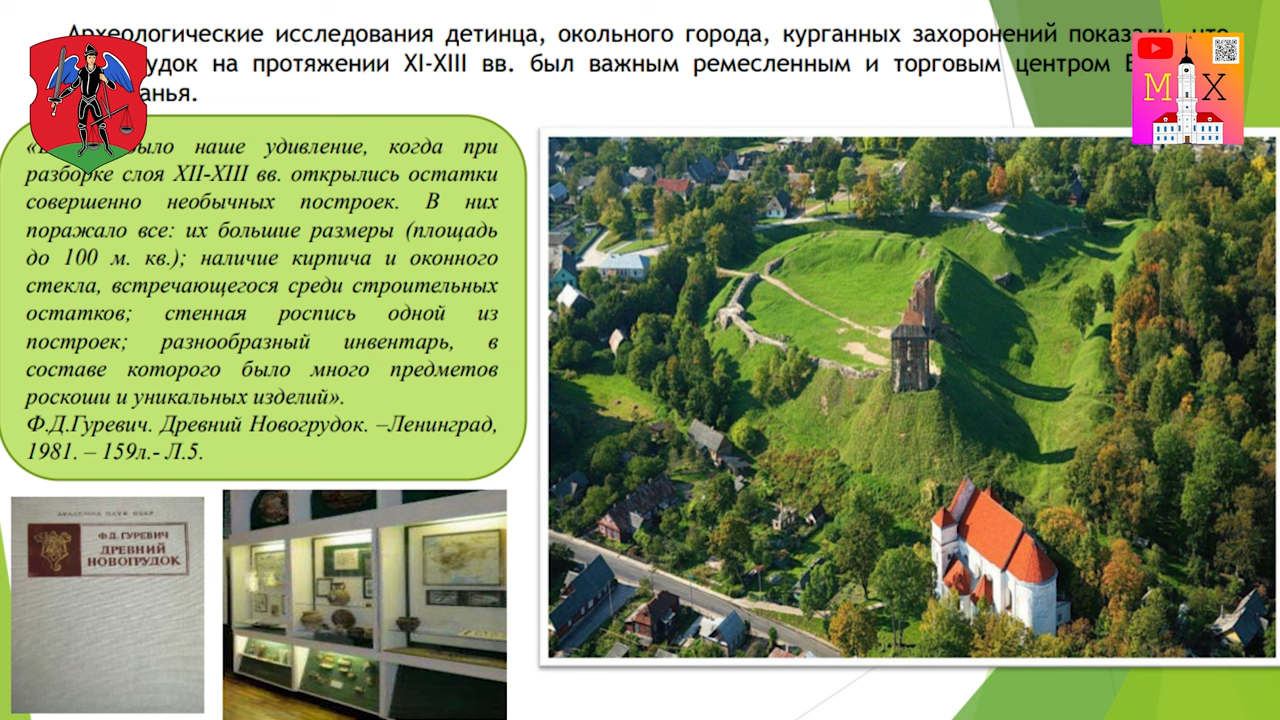 Археологические исследования детинца, окольного города, курганных захоронений показали, что
удок на протяжении XI-XIII вв. был важным ремесленным и торговым центром
анья.
M X
было наше удивление, когда при
разборке слоя XII-XIII вв. открылись остатки
совершенно необычных построек. В них
поражало все: их большие размеры (площадь
до 100 м. кв.); наличие кирпича и оконного
стекла, встречающегося среди строительных
остатков; стенная роспись одной из
построек; разнообразный инвентарь, в
составе которого было много предметов
роскоши и уникальных изделий».
Ф.Д.Гуревич. Древний Новогрудок. –Ленинград,
1981. – 159л.- Л.5.
АКАДЕМИЯ НАУК СССР
Ф.Д. ГУРЕВИЧ
ДРЕВНИЙ
НОВОГРУДОК